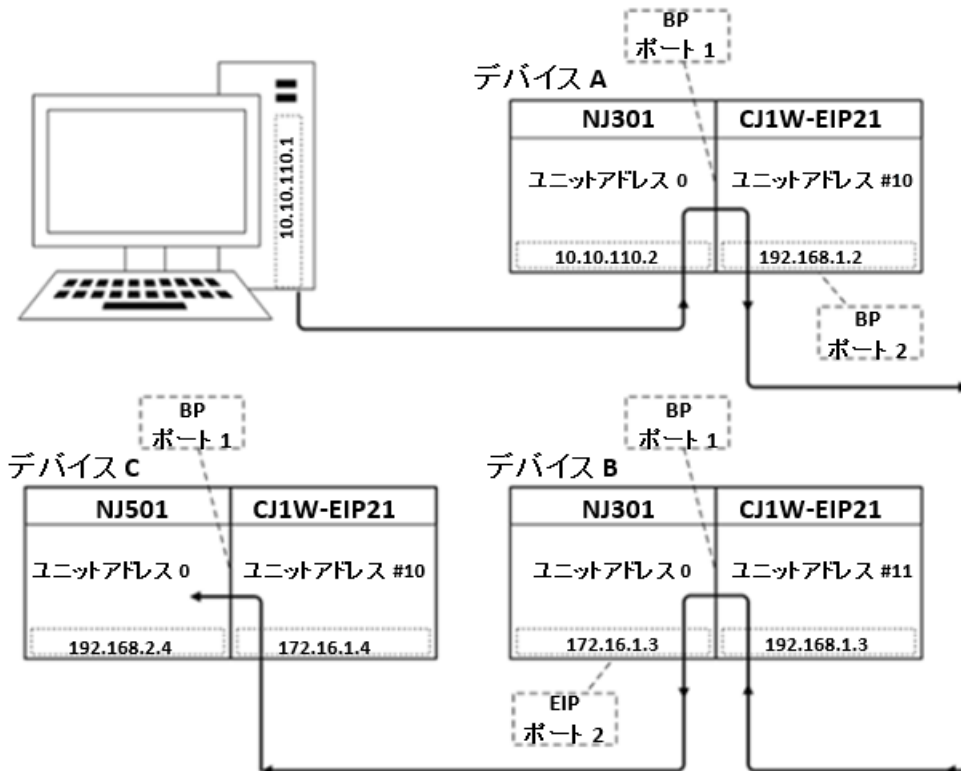 10.10.110.1
BP
ポート 1
デバイス A
NJ301
CJ1W-EIP21
ユニットアドレス 0
ユニットアドレス #10
10.10.110.2
192.168.1.2
BP
ポート 2
BP
ポート 1
デバイス C
NJ501
CJ1W-EIP21
ユニットアドレス 0
ユニットアドレス #10
192.168.2.4
172.16.1.4
BP
ポート 1
デバイス B
NJ301
CJ1W-EIP21
ユニットアドレス 0
ユニットアドレス #11
172.16.1.3
192.168.1.3
EIP
ポート 2